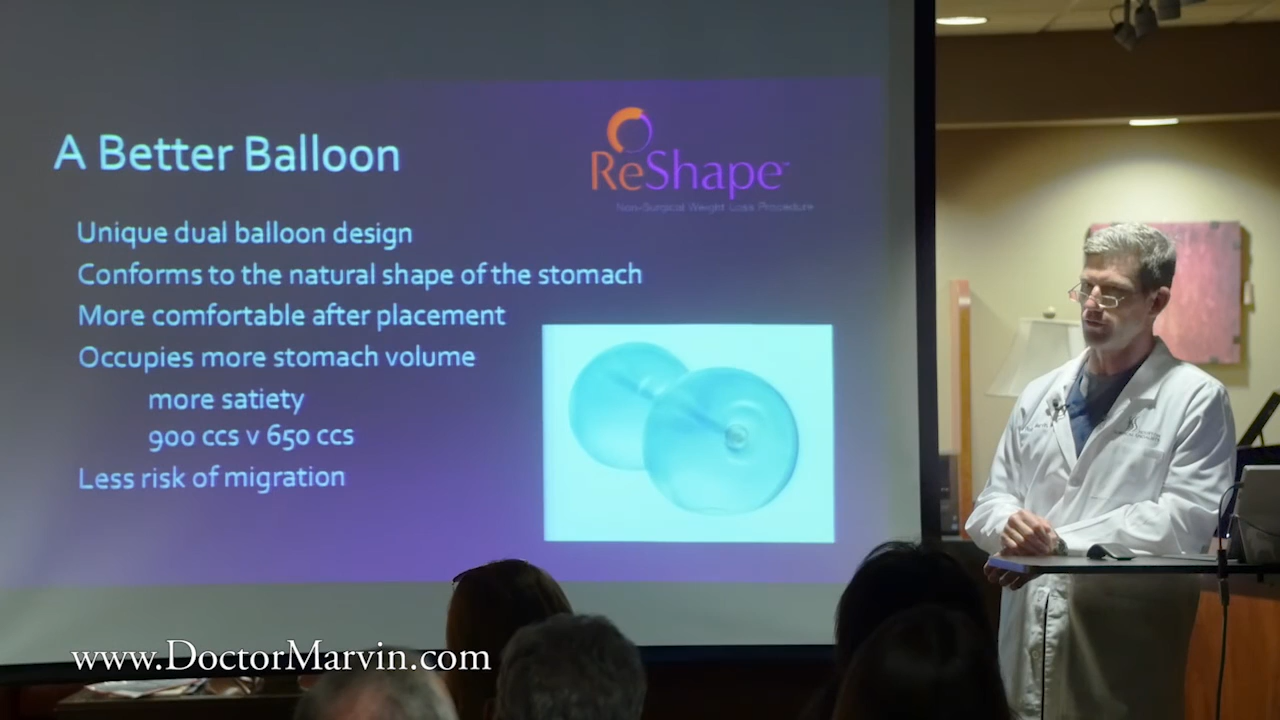 A Better Balloon
ReShape™
Non-Surgical Weight Loss Procedure
Unique dual balloon design
Conforms to the natural shape of the stomach
More comfortable after placement
Occupies more stomach volume
more satiety
900 ccs v 650 ccs
Less risk of migration
www.DoctorMarvin.com